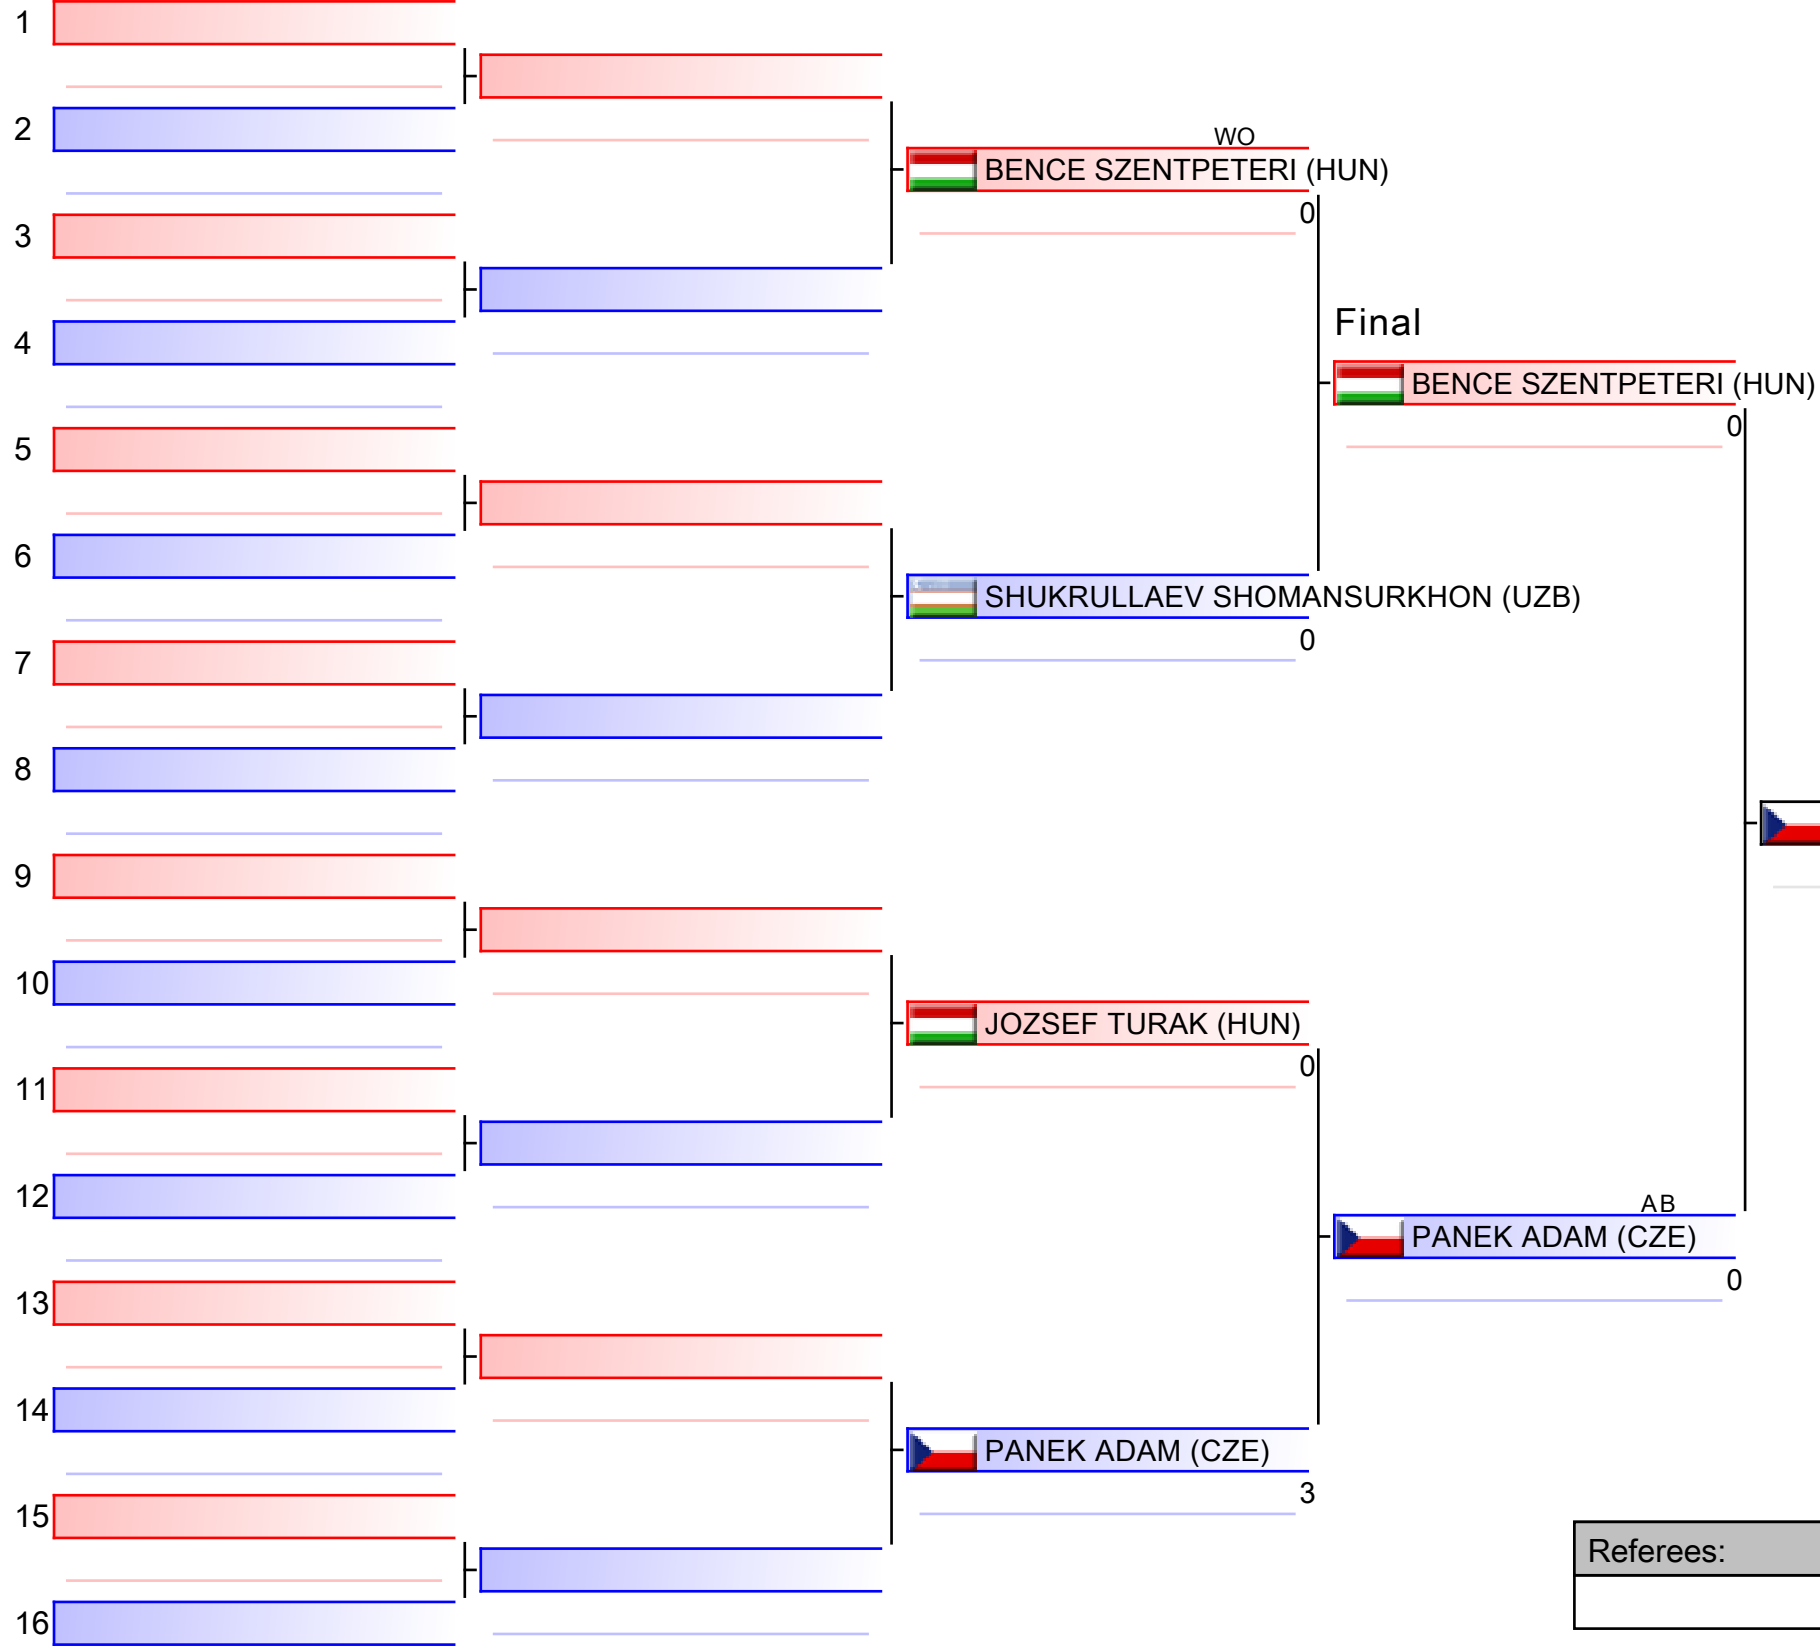 1
2
WO
BENCE SZENTPETERI (HUN)
0
3
Final
4
BENCE SZENTPETERI (HUN)
0
5
6
SHUKRULLAEV SHOMANSURKHON (UZB)
0
7
8
9
10
JOZSEF TURAK (HUN)
0
11
12
AB
PANEK ADAM (CZE)
0
13
14
PANEK ADAM (CZE)
3
15
Referees:
16